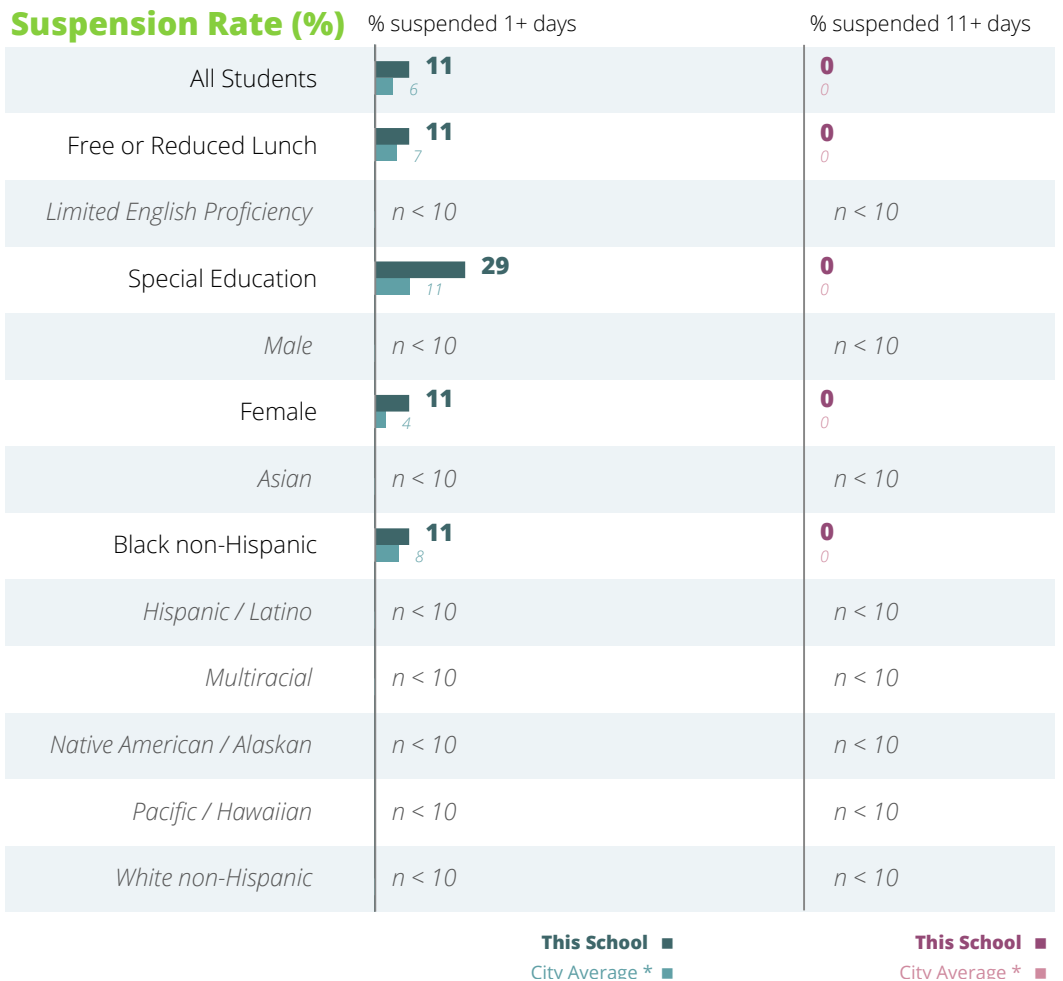 Suspension Rate (%) % suspended 1+ days % suspended 11+ days
All Students 11 0
6 0
Free or Reduced Lunch 11 0
7 0
Limited English Proficiency n < 10 n < 10
Special Education 29 0
11 0
Male n < 10 n < 10
Female 11 0
4 0
Asian n < 10 n < 10
Black non-Hispanic 11 0
8 0
Hispanic / Latino n < 10 n < 10
Multiracial n < 10 n < 10
Native American / Alaskan n < 10 n < 10
Pacific / Hawaiian n < 10 n < 10
White non-Hispanic n < 10 n < 10
This School This School
City Average * City Average *